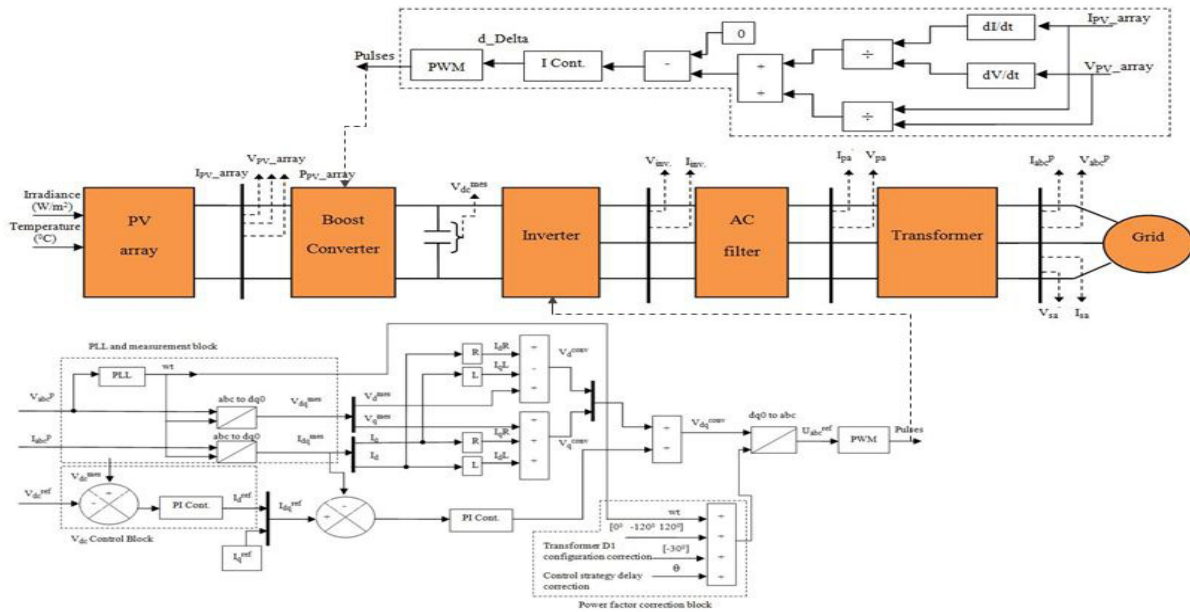 d_Delta
Pulses
PWM
I Cont.
-
0
÷
÷
÷
÷
dI/dt
dV/dt
I_PV_array
V_PV_array
V_PV_array
I_PV_array
P_PV_array
V_dc^mes
V_inv.
I_inv.
I_pa
V_pa
I_abc^P
V_abc^P
Irradiance
(W/m²)
Temperature
(°C)
PV
array
Boost
Converter
Inverter
AC
filter
Transformer
Grid
V_sa
I_sa
PLL and measurement block
PLL
wt
V_abc^P
abc to dq0
V_dq^mes
I_abc^P
abc to dq0
I_dq^mes
V_d^mes
V_q^mes
I_q
I_d
R
L
I_dR
I_qL
V_d^conv
R
L
I_qR
I_dL
V_q^conv
V_dq^conv
dq0 to abc
U_abc^ref
PWM
Pulses
V_dc^mes
V_dc^ref
PI Cont.
I_d^ref
I_dq^ref
V_dc Control Block
I_q^ref
PI Cont.
wt
[0⁰ -120⁰ 120⁰]
Transformer D1
configuration correction
[-30⁰]
Control strategy delay
correction
θ
Power factor correction block